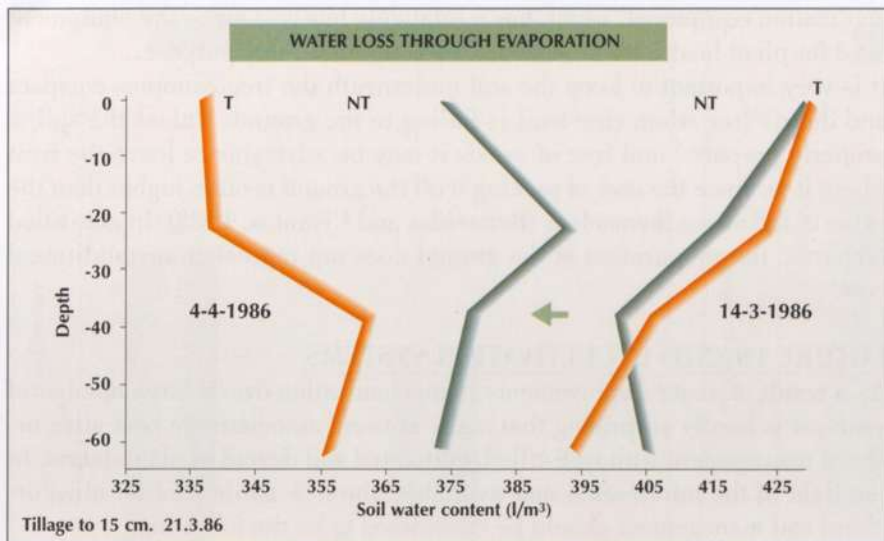 WATER LOSS THROUGH EVAPORATION
T NT NT T
0
-10
-20
-30
4-4-1986 14-3-1986
-40
-50
-60
Depth
325 335 345 355 365 375 385 395 405 415 425
Soil water content (l/m³)
Tillage to 15 cm. 21.3.86